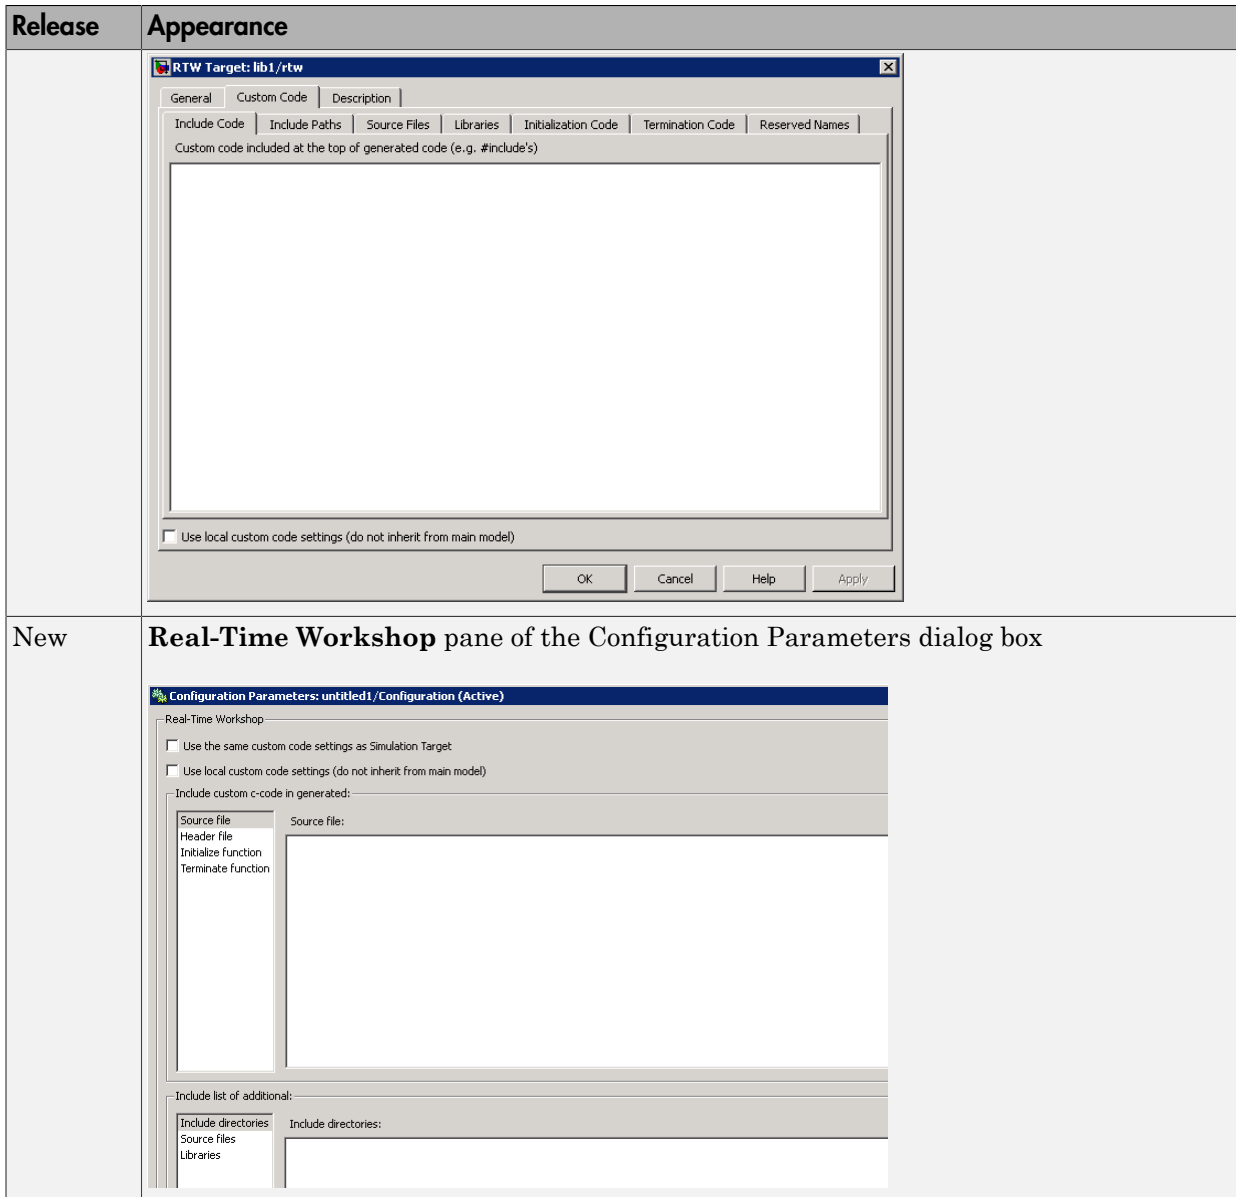 Release Appearance
RTW Target: lib1/rtw
General Custom Code Description
Include Code Include Paths Source Files Libraries Initialization Code Termination Code Reserved Names
Custom code included at the top of generated code (e.g. #include's)
Use local custom code settings (do not inherit from main model)
OK Cancel Help Apply
New Real-Time Workshop pane of the Configuration Parameters dialog box
Configuration Parameters: untitled1/Configuration (Active)
Real-Time Workshop
Use the same custom code settings as Simulation Target
Use local custom code settings (do not inherit from main model)
Include custom c-code in generated:
Source file Source file:
Header file
Initialize function
Terminate function
Include list of additional:
Include directories Include directories:
Source files
Libraries